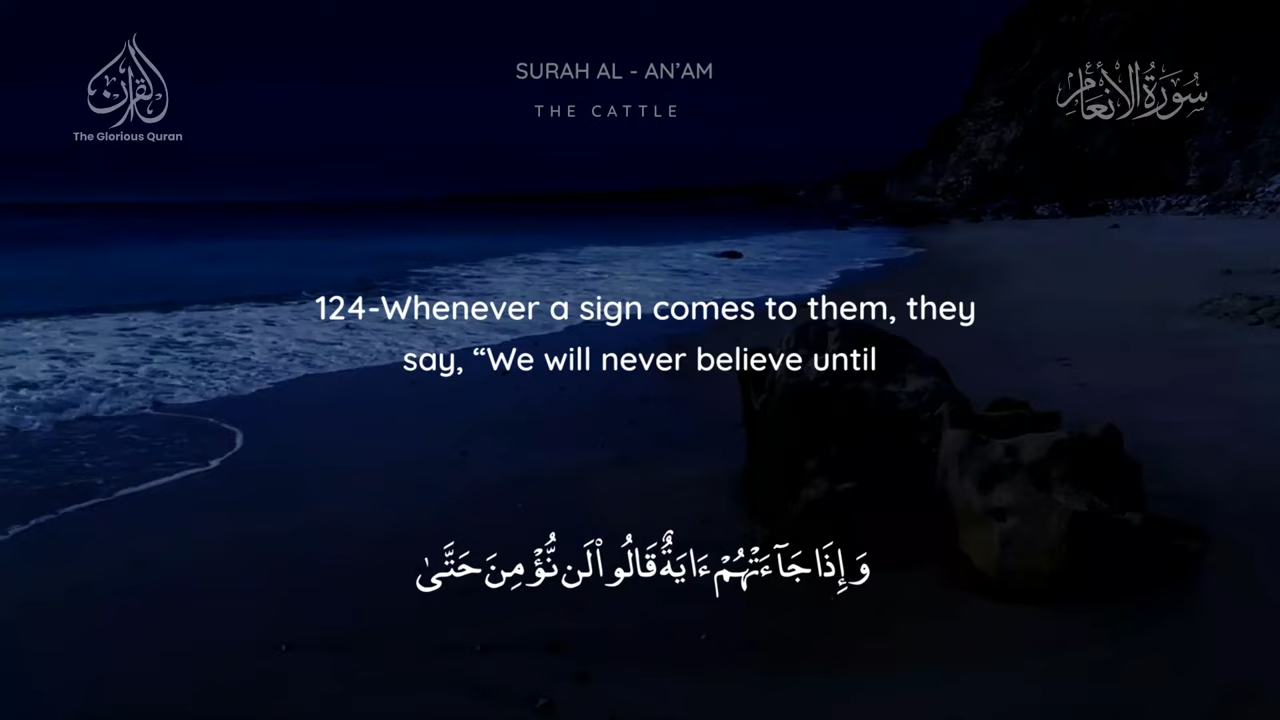 القرآن
The Glorious Quran
SURAH AL - AN’AM
THE CATTLE
سُورَةُ الأَنْعَامِ
124-Whenever a sign comes to them, they
say, “We will never believe until
وَإِذَا جَآءَتْهُمْ ءَايَةٌ قَالُوا۟ لَن نُّؤْمِنَ حَتَّىٰ